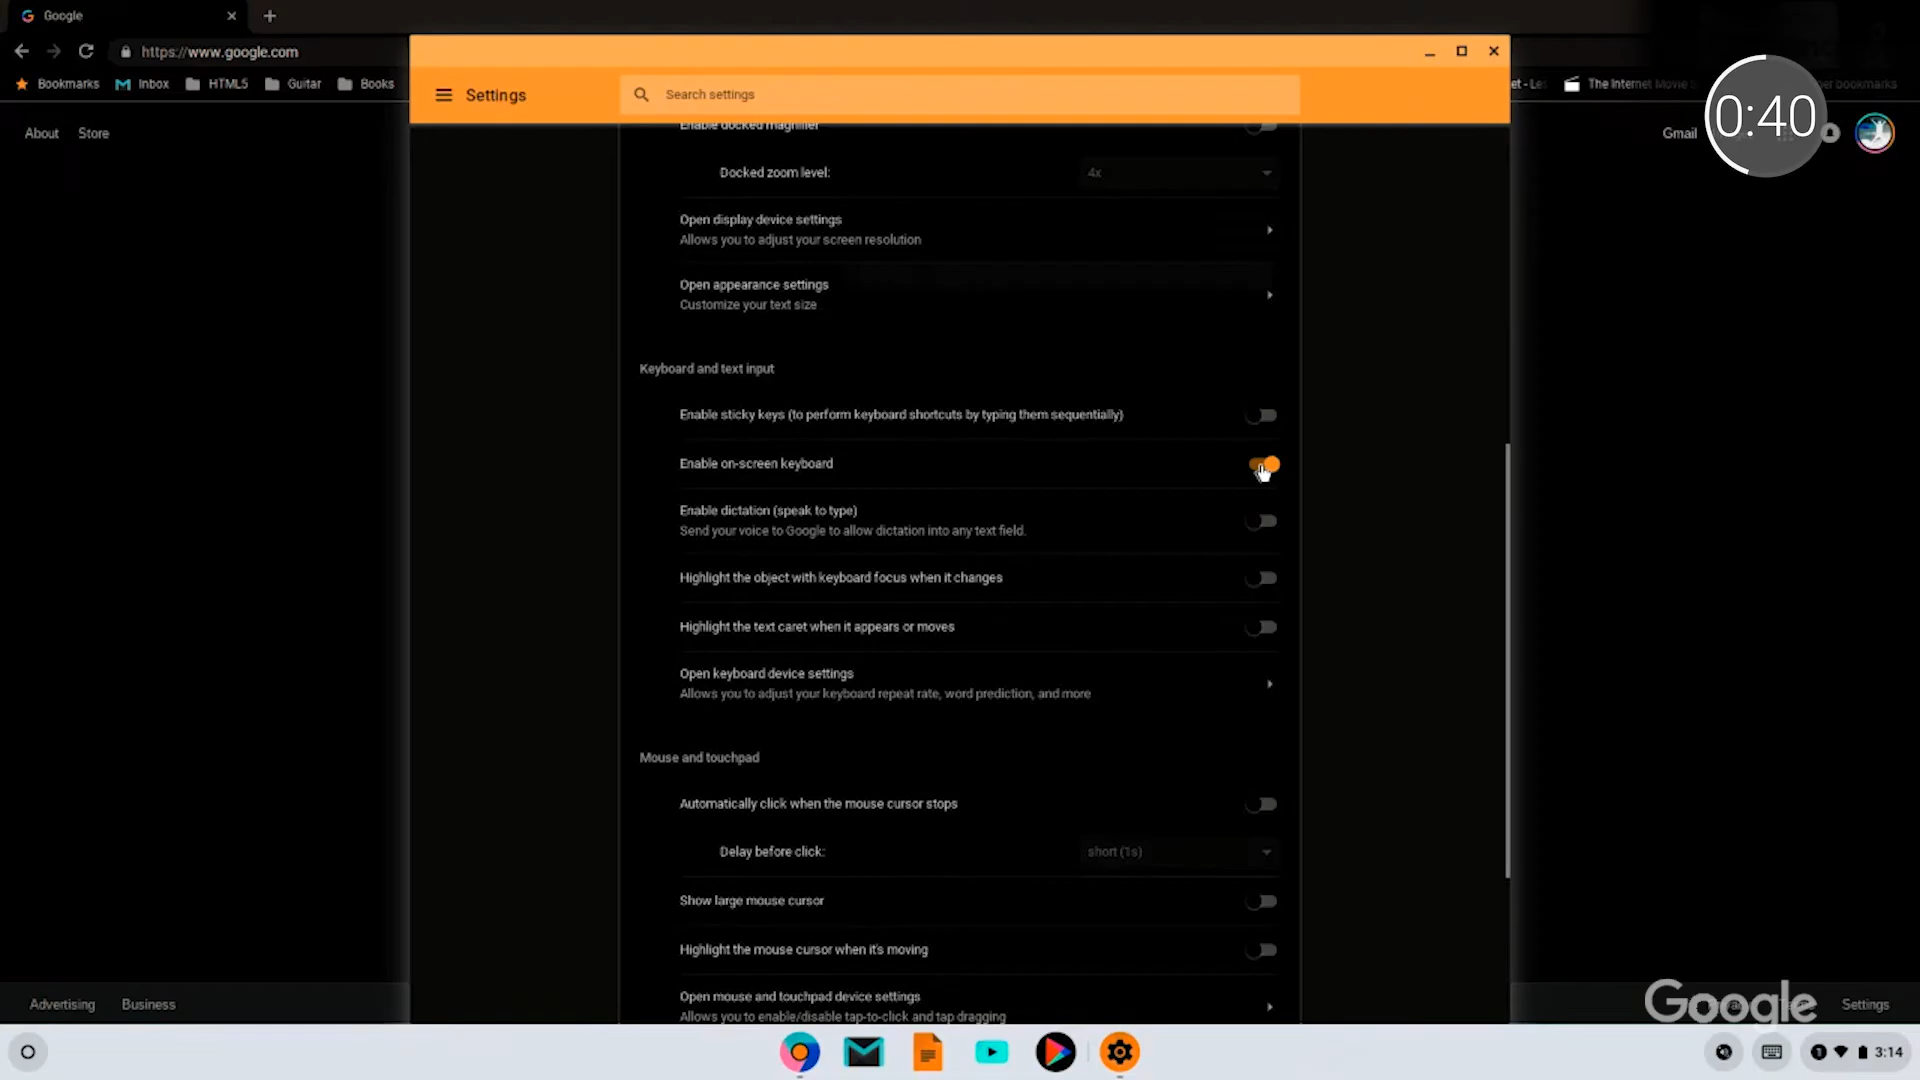 Google
https://www.google.com
Bookmarks
Inbox
HTML5
Guitar
Books
The Internet Movie
bookmarks
About
Store
Gmail
0:40
Settings
Search settings
Enable docked magnifier
Docked zoom level:
4x
Open display device settings
Allows you to adjust your screen resolution
Open appearance settings
Customize your text size
Keyboard and text input
Enable sticky keys (to perform keyboard shortcuts by typing them sequentially)
Enable on-screen keyboard
Enable dictation (speak to type)
Send your voice to Google to allow dictation into any text field.
Highlight the object with keyboard focus when it changes
Highlight the text caret when it appears or moves
Open keyboard device settings
Allows you to adjust your keyboard repeat rate, word prediction, and more
Mouse and touchpad
Automatically click when the mouse cursor stops
Delay before click:
short (1s)
Show large mouse cursor
Highlight the mouse cursor when it's moving
Open mouse and touchpad device settings
Allows you to enable/disable tap-to-click and tap dragging
Advertising
Business
Google
Settings
3:14